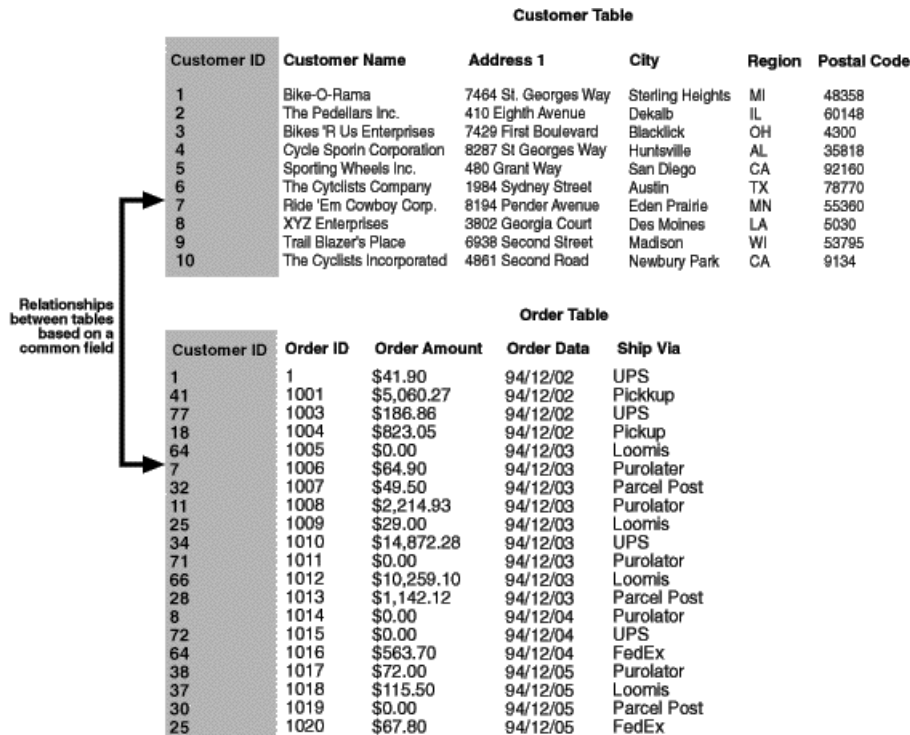 Customer Table
Customer ID Customer Name Address 1 City Region Postal Code
1 Bike-O-Rama 7464 St. Georges Way Sterling Heights MI 48358
2 The Pedellars Inc. 410 Eighth Avenue Dekalb IL 60148
3 Bikes 'R Us Enterprises 7429 First Boulevard Blacklick OH 4300
4 Cycle Sporin Corporation 8287 St Georges Way Huntsville AL 35818
5 Sporting Wheels Inc. 480 Grant Way San Diego CA 92160
6 The Cytclists Company 1984 Sydney Street Austin TX 78770
7 Ride 'Em Cowboy Corp. 8194 Pender Avenue Eden Prairie MN 55360
8 XYZ Enterprises 3802 Georgia Court Des Moines LA 5030
9 Trail Blazer's Place 6938 Second Street Madison WI 53795
10 The Cyclists Incorporated 4861 Second Road Newbury Park CA 9134
Relationships
between tables
based on a
common field
Order Table
Customer ID Order ID Order Amount Order Data Ship Via
1 1 $41.90 94/12/02 UPS
41 1001 $5,060.27 94/12/02 Pickkup
77 1003 $186.86 94/12/02 UPS
18 1004 $823.05 94/12/02 Pickup
64 1005 $0.00 94/12/03 Loomis
7 1006 $64.90 94/12/03 Purolater
32 1007 $49.50 94/12/03 Parcel Post
11 1008 $2,214.93 94/12/03 Purolator
25 1009 $29.00 94/12/03 Loomis
34 1010 $14,872.28 94/12/03 UPS
71 1011 $0.00 94/12/03 Purolator
66 1012 $10,259.10 94/12/03 Loomis
28 1013 $1,142.12 94/12/03 Parcel Post
8 1014 $0.00 94/12/04 Purolator
72 1015 $0.00 94/12/04 UPS
64 1016 $563.70 94/12/04 FedEx
38 1017 $72.00 94/12/05 Purolator
37 1018 $115.50 94/12/05 Loomis
30 1019 $0.00 94/12/05 Parcel Post
25 1020 $67.80 94/12/05 FedEx